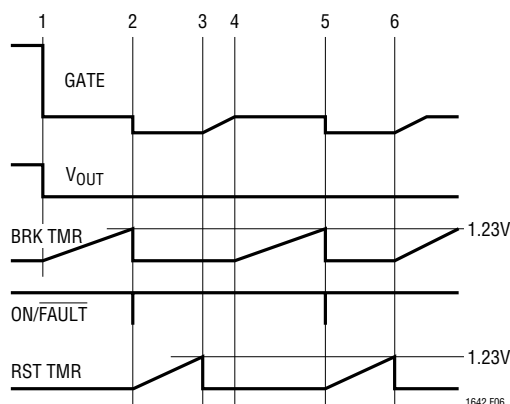 1 2 3 4 5 6
GATE
VOUT
BRK TMR
1.23V
ON/FAULT
RST TMR
1.23V
1642 F06